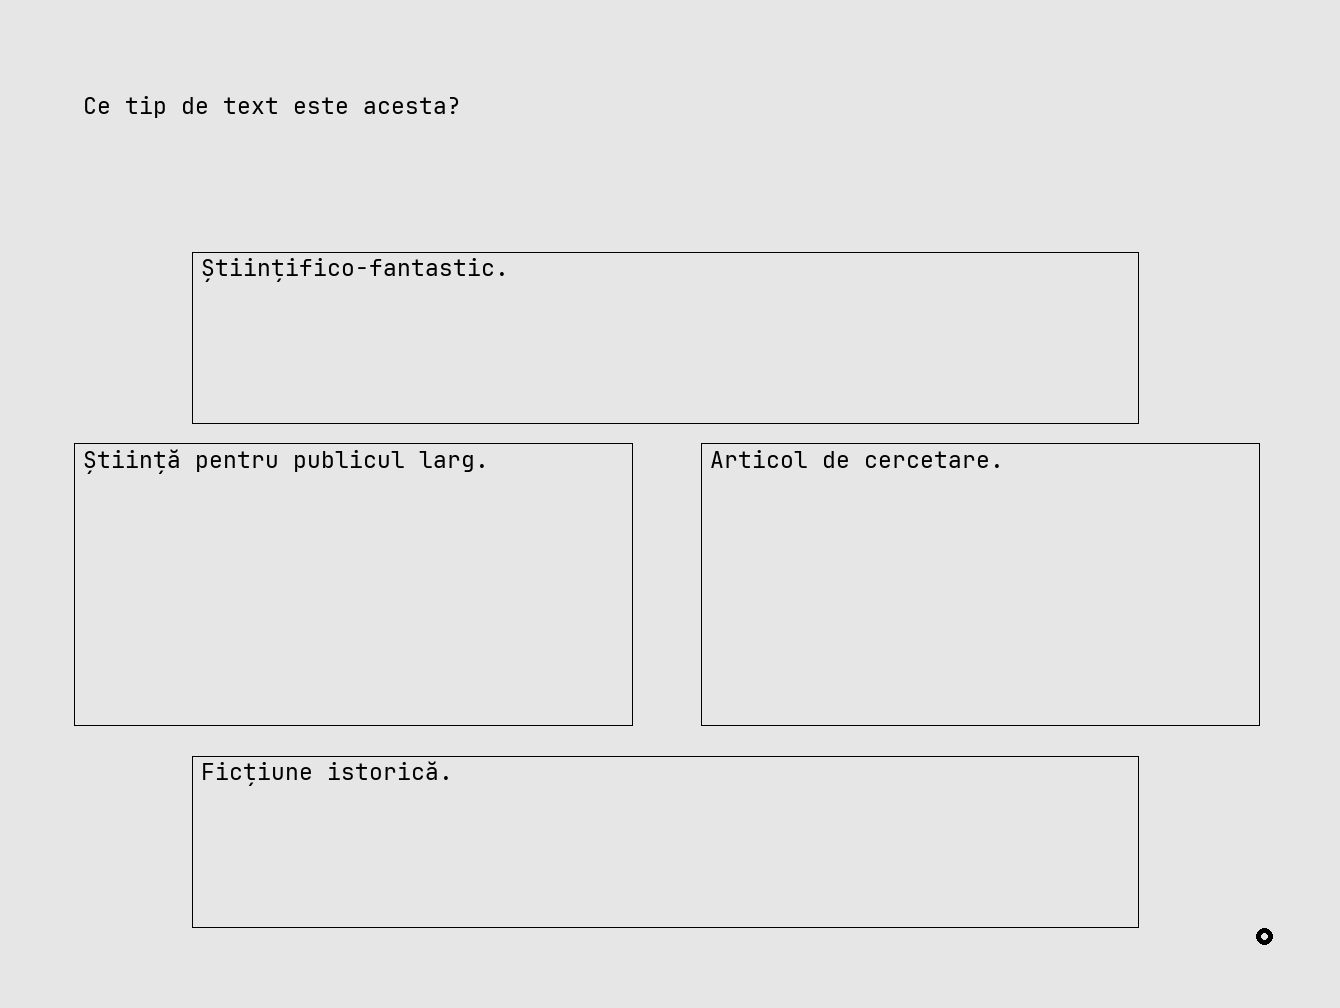 Ce tip de text este acesta?
Științifico-fantastic.
Știință pentru publicul larg.
Articol de cercetare.
Ficțiune istorică.